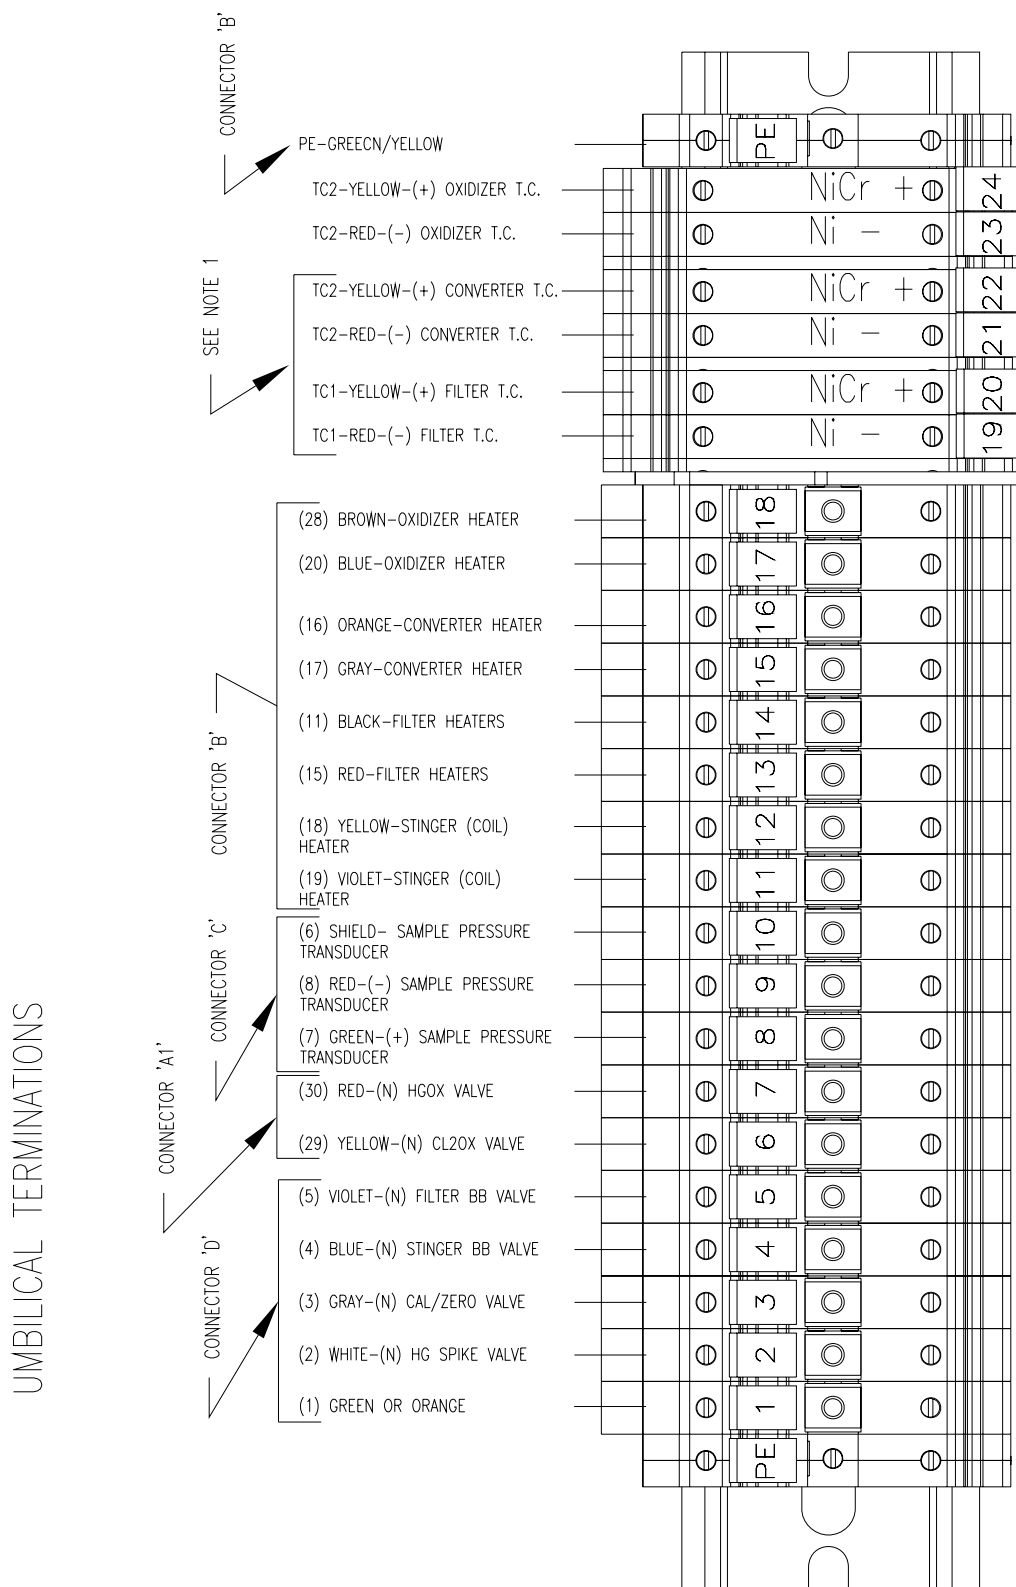 UMBILICAL TERMINATIONS
CONNECTOR 'B'
SEE NOTE 1
CONNECTOR 'B'
CONNECTOR 'C'
CONNECTOR 'A1'
CONNECTOR 'D'
PE-GREECN/YELLOW
TC2-YELLOW-(+) OXIDIZER T.C.
TC2-RED-(-) OXIDIZER T.C.
TC2-YELLOW-(+) CONVERTER T.C.
TC2-RED-(-) CONVERTER T.C.
TC1-YELLOW-(+) FILTER T.C.
TC1-RED-(-) FILTER T.C.
(28) BROWN-OXIDIZER HEATER
(20) BLUE-OXIDIZER HEATER
(16) ORANGE-CONVERTER HEATER
(17) GRAY-CONVERTER HEATER
(11) BLACK-FILTER HEATERS
(15) RED-FILTER HEATERS
(18) YELLOW-STINGER (COIL)
HEATER
(19) VIOLET-STINGER (COIL)
HEATER
(6) SHIELD- SAMPLE PRESSURE
TRANSDUCER
(8) RED-(-) SAMPLE PRESSURE
TRANSDUCER
(7) GREEN-(+) SAMPLE PRESSURE
TRANSDUCER
(30) RED-(N) HGOX VALVE
(29) YELLOW-(N) CL2OX VALVE
(5) VIOLET-(N) FILTER BB VALVE
(4) BLUE-(N) STINGER BB VALVE
(3) GRAY-(N) CAL/ZERO VALVE
(2) WHITE-(N) HG SPIKE VALVE
(1) GREEN OR ORANGE
PE
NiCr + 24
Ni - 23
NiCr + 22
Ni - 21
NiCr + 20
Ni - 19
18
17
16
15
14
13
12
11
10
9
8
7
6
5
4
3
2
1
PE